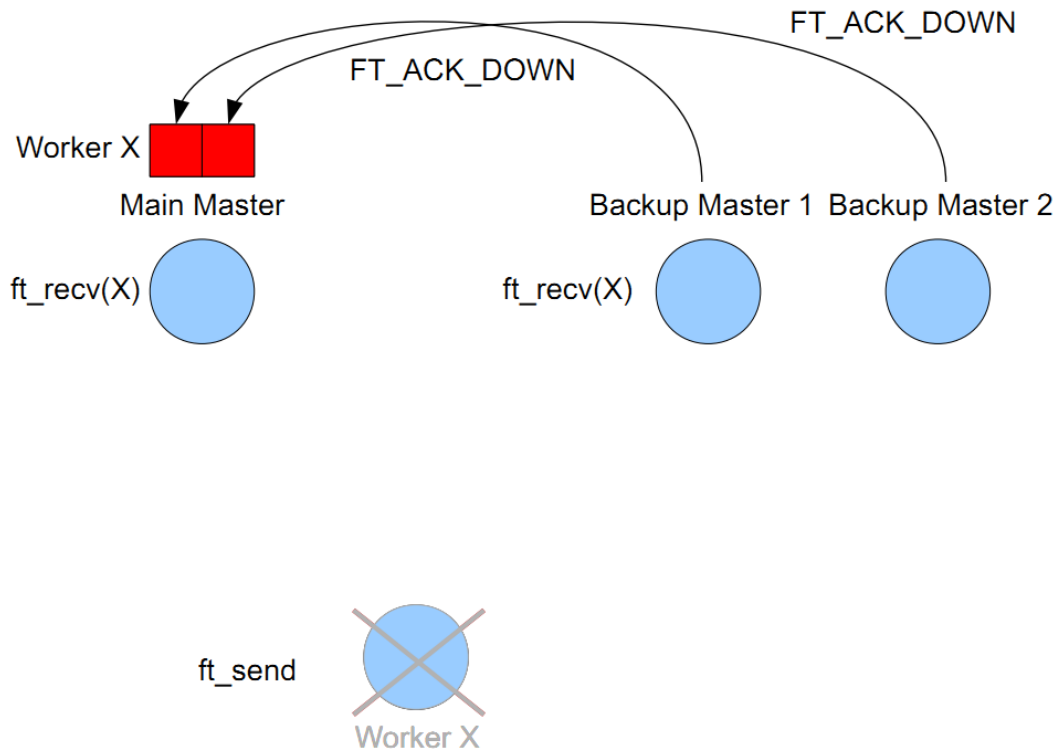 FT_ACK_DOWN
FT_ACK_DOWN
Worker X
Main Master
Backup Master 1
Backup Master 2
ft_recv(X)
ft_recv(X)
ft_send
Worker X